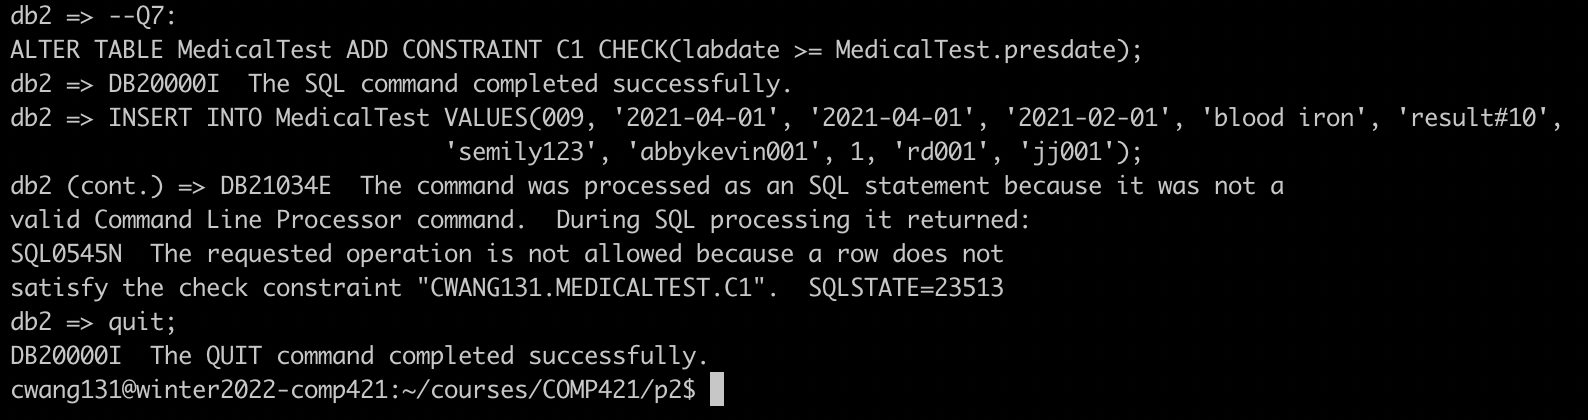 db2 => --Q7:
ALTER TABLE MedicalTest ADD CONSTRAINT C1 CHECK(labdate >= MedicalTest.presdate);
db2 => DB20000I  The SQL command completed successfully.
db2 => INSERT INTO MedicalTest VALUES(009, '2021-04-01', '2021-04-01', '2021-02-01', 'blood iron', 'result#10',
                               'semily123', 'abbykevin001', 1, 'rd001', 'jj001');
db2 (cont.) => DB21034E  The command was processed as an SQL statement because it was not a
valid Command Line Processor command.  During SQL processing it returned:
SQL0545N  The requested operation is not allowed because a row does not
satisfy the check constraint "CWANG131.MEDICALTEST.C1".  SQLSTATE=23513
db2 => quit;
DB20000I  The QUIT command completed successfully.
cwang131@winter2022-comp421:~/courses/COMP421/p2$